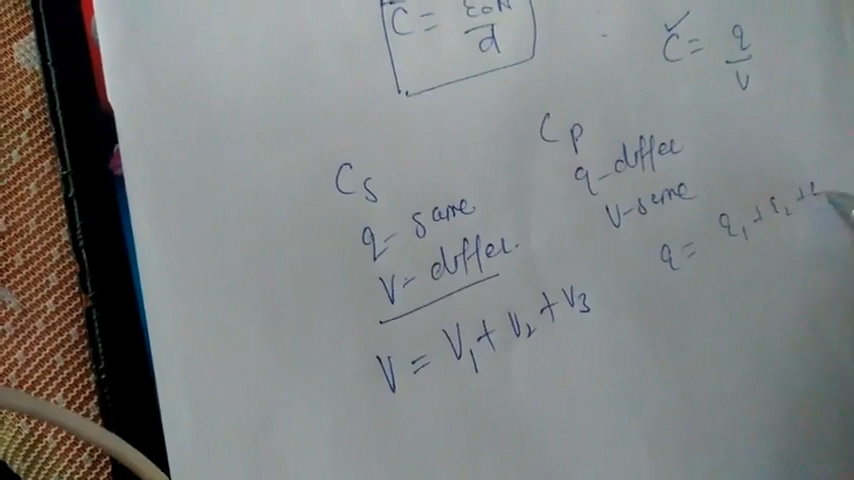 C = ε₀A
d
C = q
v
Cs
q- same
V- differ.
V = V₁ + V₂ + V₃
Cp
q-differ
V-same
q = q₁ + q₂ +